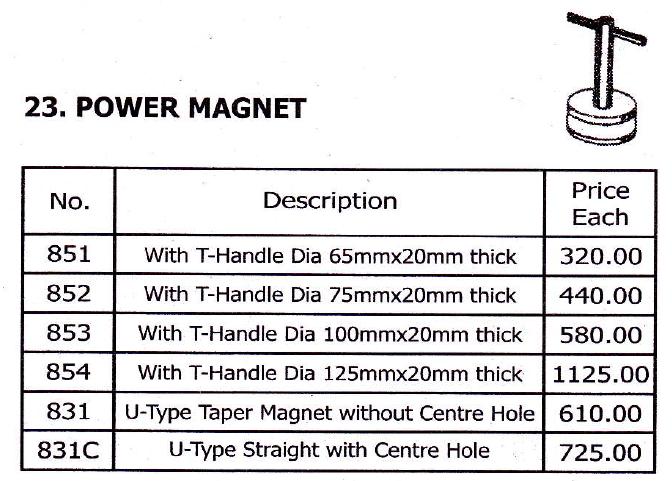 23. POWER MAGNET
No. Description Price Each
851 With T-Handle Dia 65mmx20mm thick 320.00
852 With T-Handle Dia 75mmx20mm thick 440.00
853 With T-Handle Dia 100mmx20mm thick 580.00
854 With T-Handle Dia 125mmx20mm thick 1125.00
831 U-Type Taper Magnet without Centre Hole 610.00
831C U-Type Straight with Centre Hole 725.00